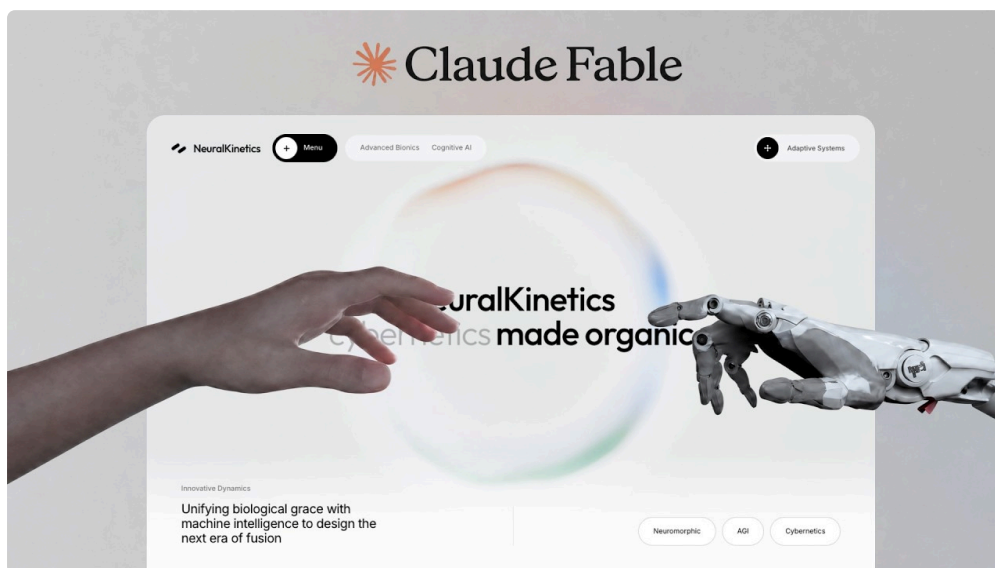 Claude Fable
NeuralKinetics
+ Menu
Advanced Bionics Cognitive AI
Adaptive Systems
uralKinetics
cybernetics made organic
Innovative Dynamics
Unifying biological grace with
machine intelligence to design the
next era of fusion
Neuromorphic AGI Cybernetics